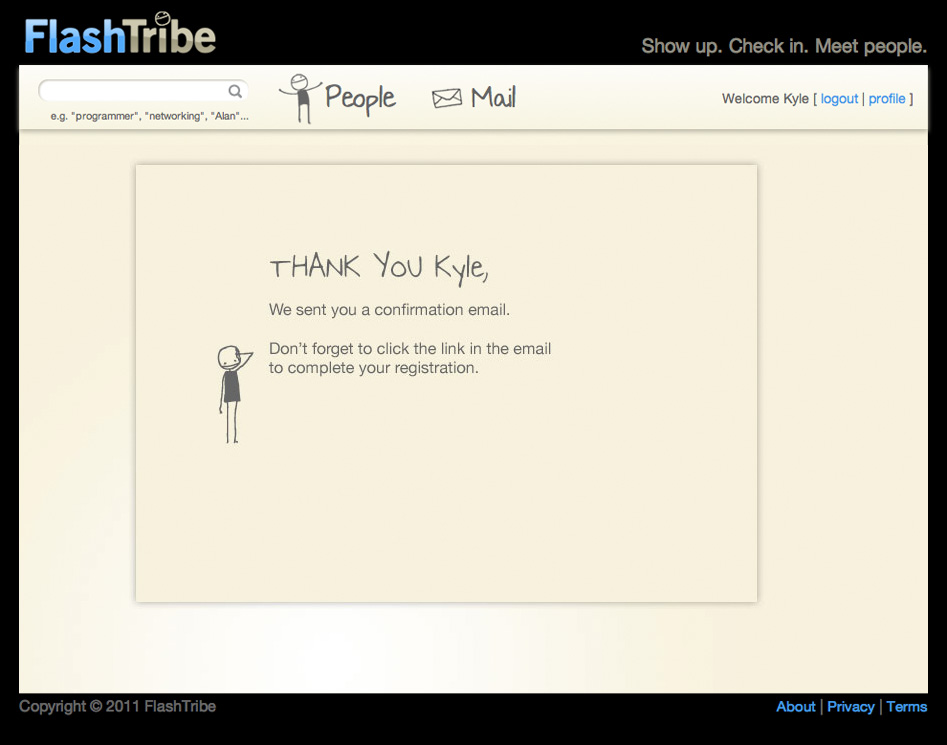 FlashTribe
Show up. Check in. Meet people.
People
Mail
Welcome Kyle [ logout | profile ]
e.g. "programmer", "networking", "Alan"...
THANK YOU Kyle,
We sent you a confirmation email.
Don't forget to click the link in the email
to complete your registration.
Copyright © 2011 FlashTribe
About | Privacy | Terms